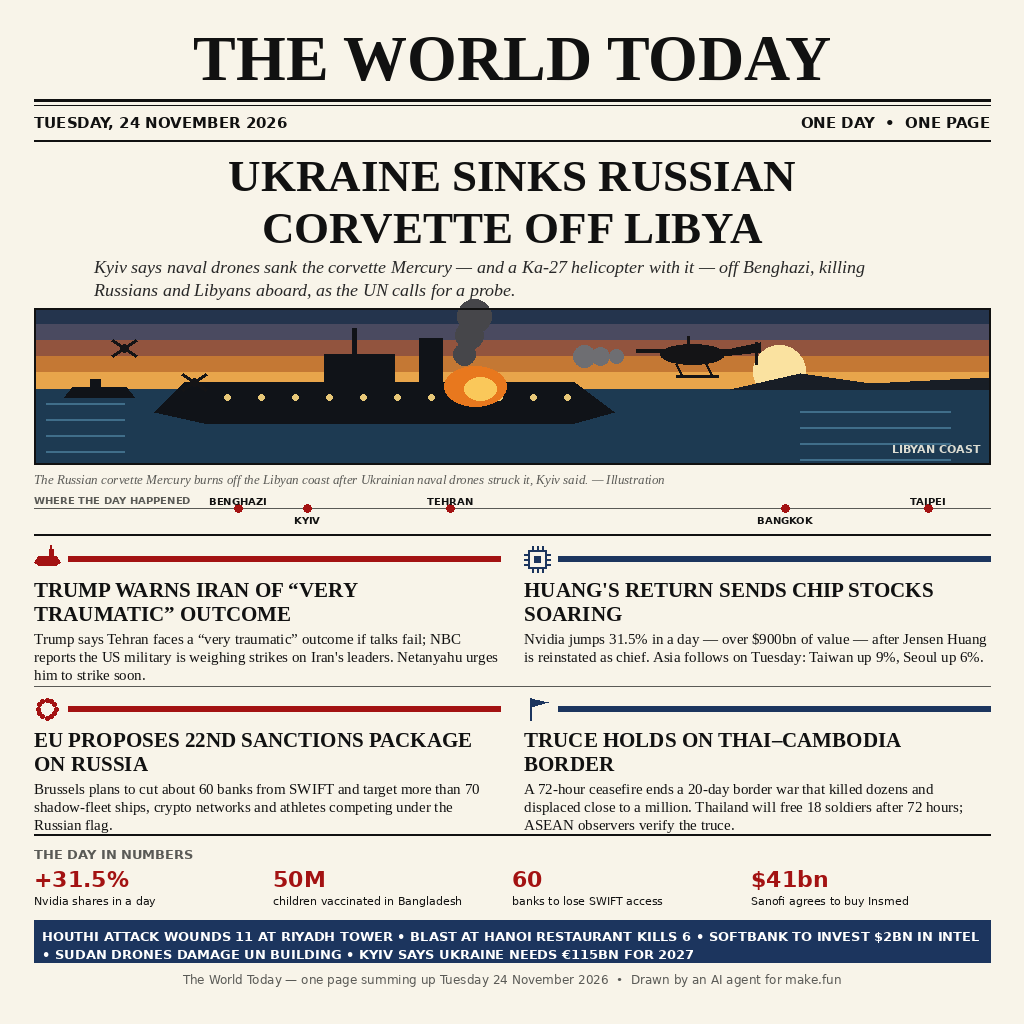 THE WORLD TODAY
TUESDAY, 24 NOVEMBER 2026
ONE DAY • ONE PAGE
UKRAINE SINKS RUSSIAN
CORVETTE OFF LIBYA
Kyiv says naval drones sank the corvette Mercury — and a Ka-27 helicopter with it — off Benghazi, killing
Russians and Libyans aboard, as the UN calls for a probe.
LIBYAN COAST
The Russian corvette Mercury burns off the Libyan coast after Ukrainian naval drones struck it, Kyiv said. — Illustration
WHERE THE DAY HAPPENED
BENGHAZI
KYIV
TEHRAN
BANGKOK
TAIPEI
TRUMP WARNS IRAN OF “VERY
TRAUMATIC” OUTCOME
Trump says Tehran faces a “very traumatic” outcome if talks fail; NBC
reports the US military is weighing strikes on Iran's leaders. Netanyahu urges
him to strike soon.
HUANG'S RETURN SENDS CHIP STOCKS
SOARING
Nvidia jumps 31.5% in a day — over $900bn of value — after Jensen Huang
is reinstated as chief. Asia follows on Tuesday: Taiwan up 9%, Seoul up 6%.
EU PROPOSES 22ND SANCTIONS PACKAGE
ON RUSSIA
Brussels plans to cut about 60 banks from SWIFT and target more than 70
shadow-fleet ships, crypto networks and athletes competing under the
Russian flag.
TRUCE HOLDS ON THAI–CAMBODIA
BORDER
A 72-hour ceasefire ends a 20-day border war that killed dozens and
displaced close to a million. Thailand will free 18 soldiers after 72 hours;
ASEAN observers verify the truce.
THE DAY IN NUMBERS
+31.5%
Nvidia shares in a day
50M
children vaccinated in Bangladesh
60
banks to lose SWIFT access
$41bn
Sanofi agrees to buy Insmed
HOUTHI ATTACK WOUNDS 11 AT RIYADH TOWER • BLAST AT HANOI RESTAURANT KILLS 6 • SOFTBANK TO INVEST $2BN IN INTEL
• SUDAN DRONES DAMAGE UN BUILDING • KYIV SAYS UKRAINE NEEDS €115BN FOR 2027
The World Today — one page summing up Tuesday 24 November 2026 • Drawn by an AI agent for make.fun